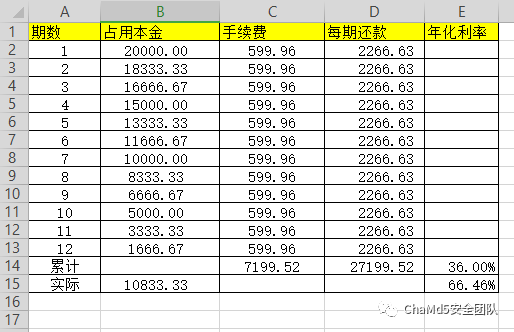 A B C D E
1 期数 占用本金 手续费 每期还款 年化利率
2 1 20000.00 599.96 2266.63
3 2 18333.33 599.96 2266.63
4 3 16666.67 599.96 2266.63
5 4 15000.00 599.96 2266.63
6 5 13333.33 599.96 2266.63
7 6 11666.67 599.96 2266.63
8 7 10000.00 599.96 2266.63
9 8 8333.33 599.96 2266.63
10 9 6666.67 599.96 2266.63
11 10 5000.00 599.96 2266.63
12 11 3333.33 599.96 2266.63
13 12 1666.67 599.96 2266.63
14 累计 7199.52 27199.52 36.00%
15 实际 10833.33 66.46%
16
17
ChaMd5安全团队